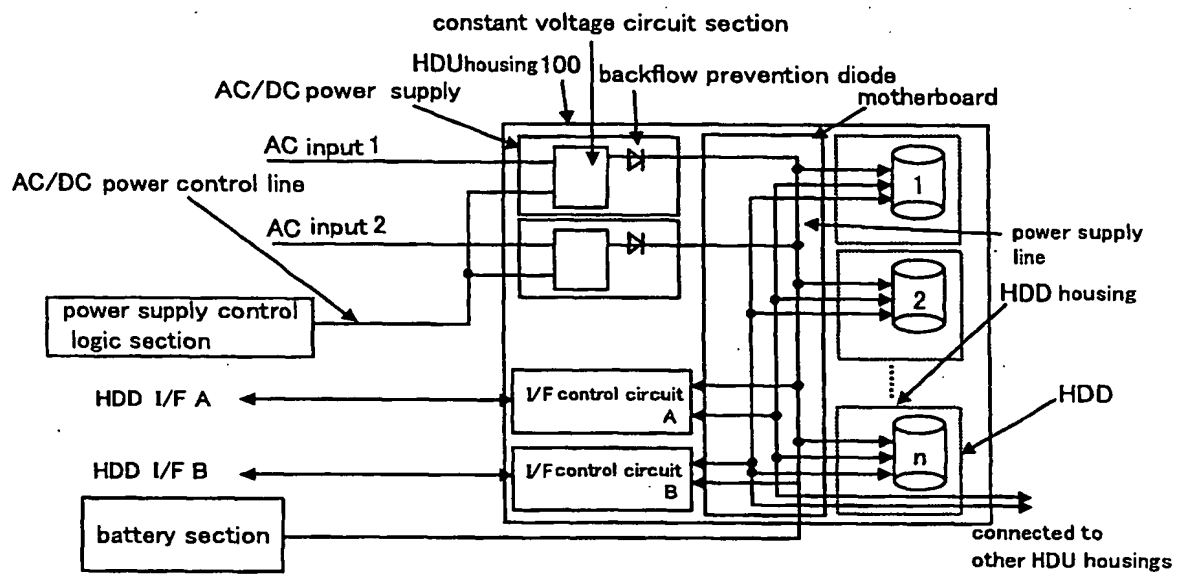 constant voltage circuit section
HDU housing 100
backflow prevention diode
AC/DC power supply
motherboard
AC input 1
AC/DC power control line
1
AC input 2
power supply
line
2
HDD housing
power supply control
logic section
HDD I/F A
I/F control circuit
A
HDD
n
HDD I/F B
I/F control circuit
B
battery section
connected to
other HDU housings